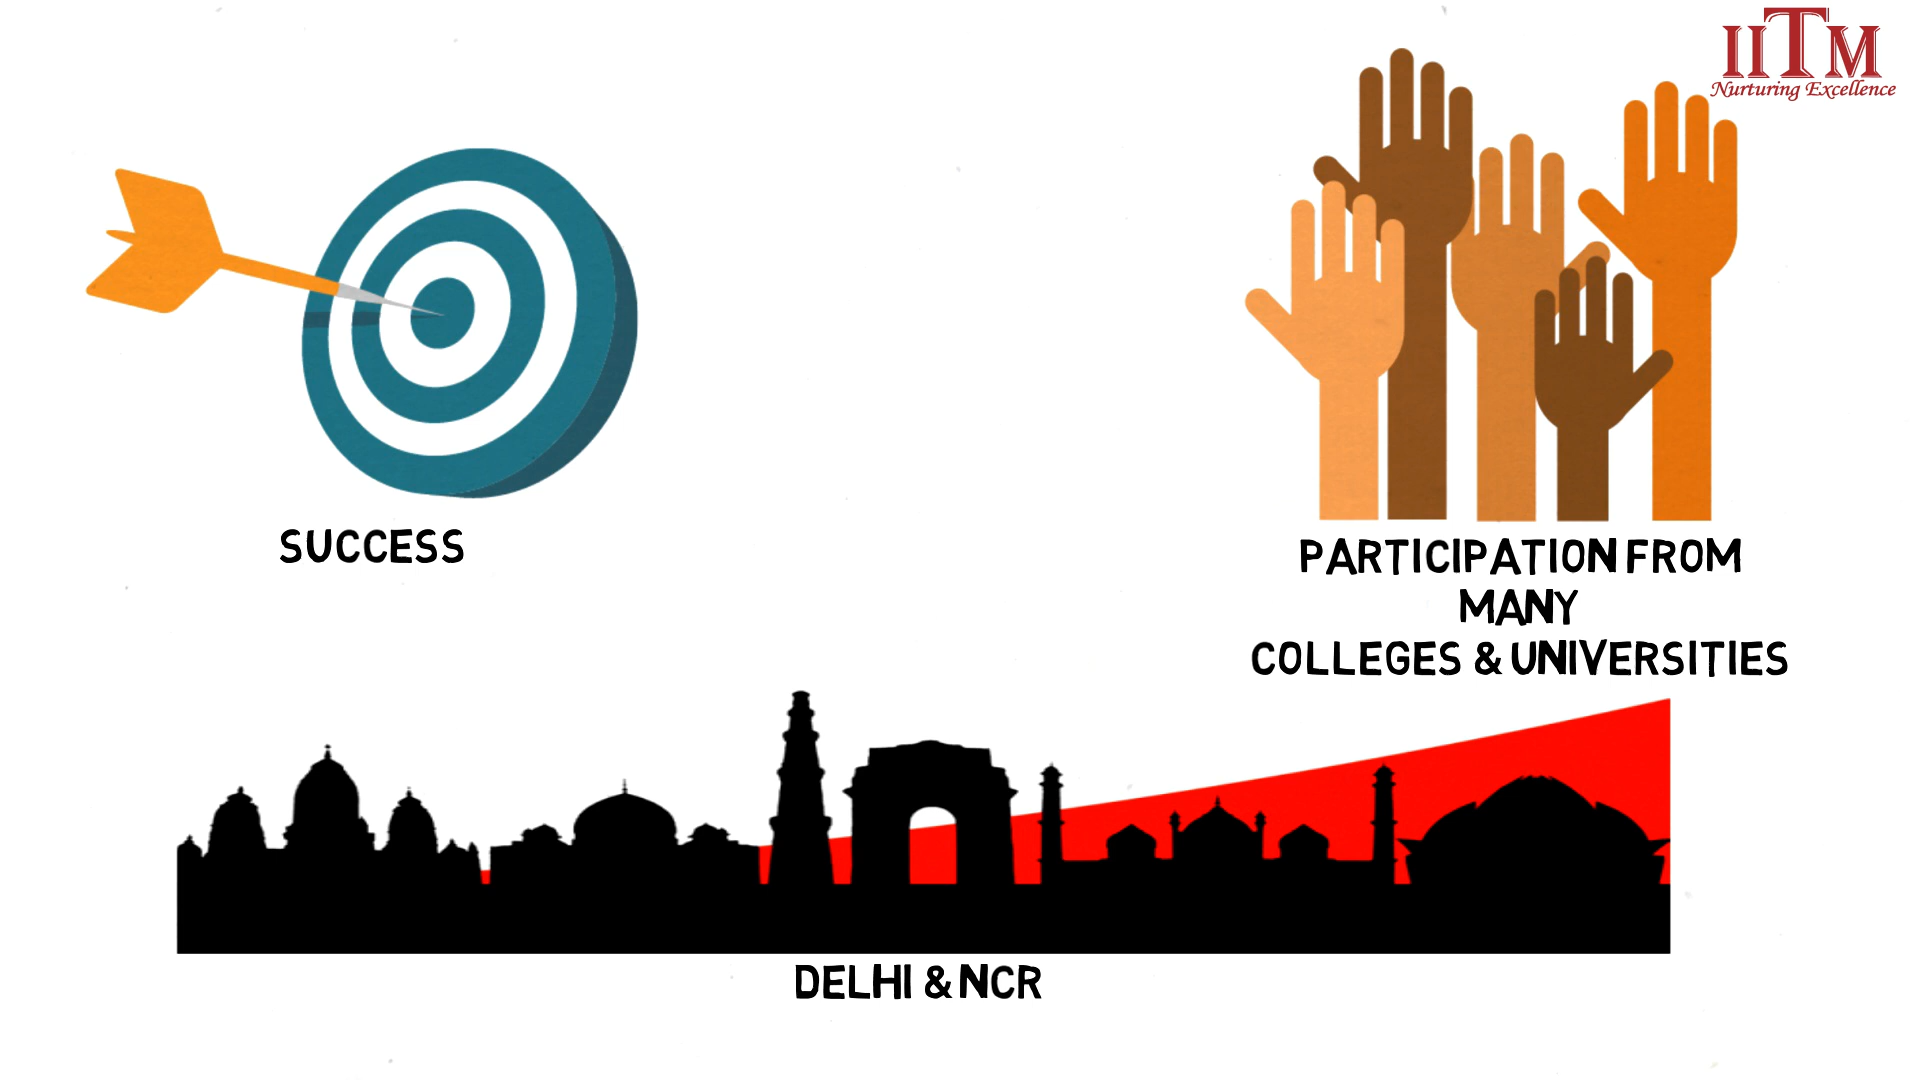 IITM
Nurturing Excellence
SUCCESS
PARTICIPATION FROM
MANY
COLLEGES & UNIVERSITIES
DELHI & NCR